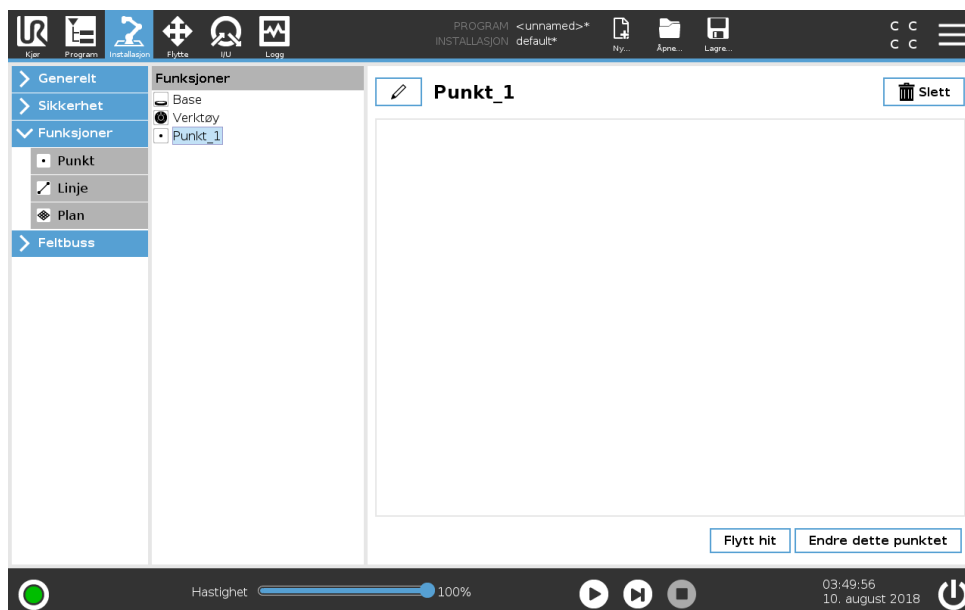 UR
PROGRAM <unnamed>*
INSTALLASJON default*
C C
C C
Kjør Program Installasjon Flytte I/U Logg Ny... Åpne... Lagre...
Generelt
Sikkerhet
Funksjoner
Punkt
Linje
Plan
Feltbuss
Funksjoner
Base
Verktøy
Punkt_1
Punkt_1
Slett
Flytt hit
Endre dette punktet
Hastighet 100%
03:49:56
10. august 2018